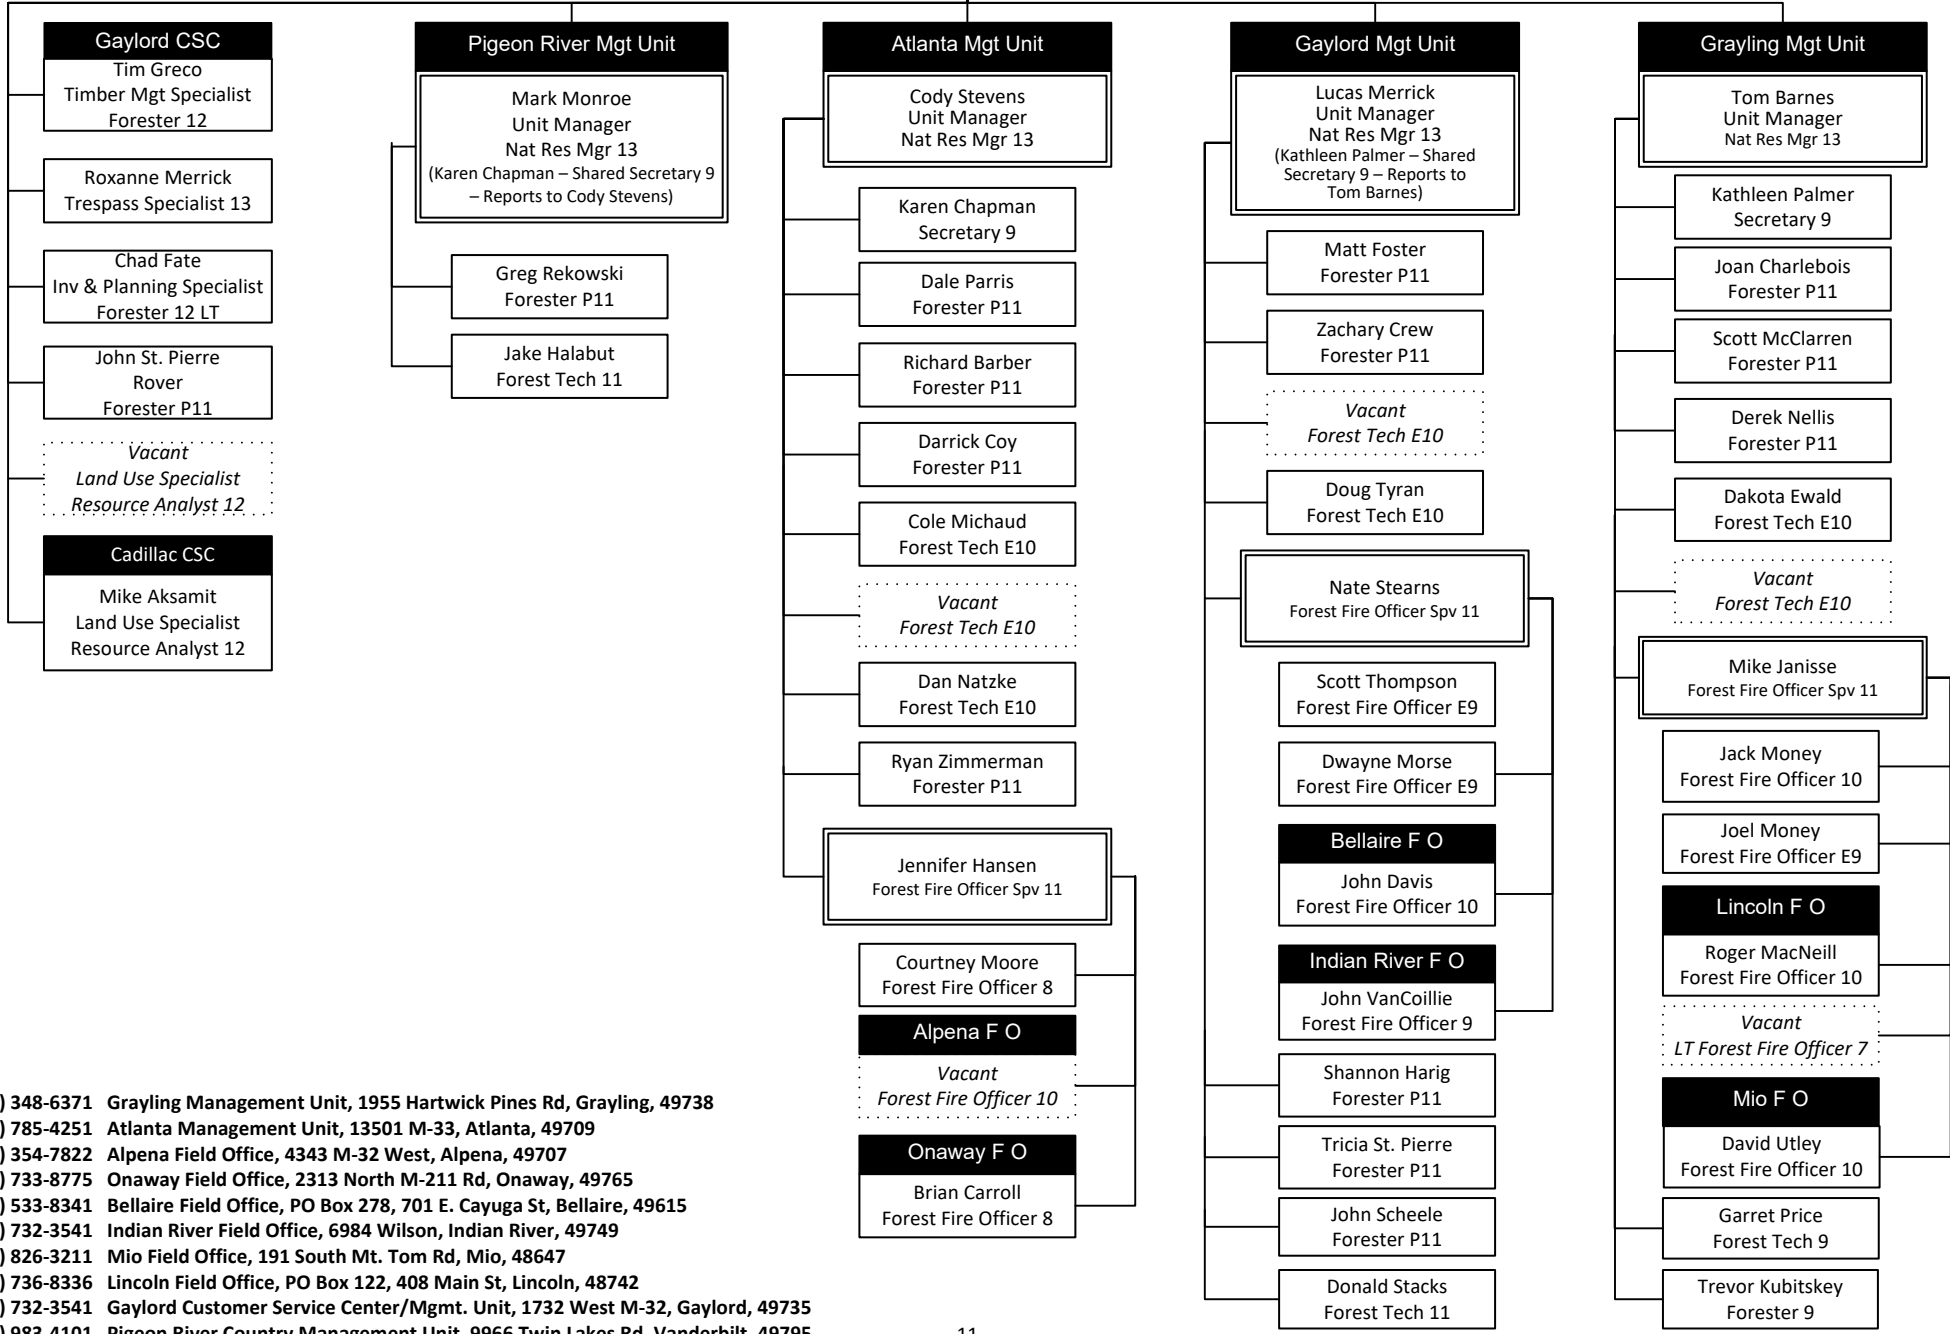 Gaylord CSC
Tim Greco
Timber Mgt Specialist
Forester 12
Roxanne Merrick
Trespass Specialist 13
Chad Fate
Inv & Planning Specialist
Forester 12 LT
John St. Pierre
Rover
Forester P11
Vacant
Land Use Specialist
Resource Analyst 12
Cadillac CSC
Mike Aksamit
Land Use Specialist
Resource Analyst 12
Pigeon River Mgt Unit
Mark Monroe
Unit Manager
Nat Res Mgr 13
(Karen Chapman – Shared Secretary 9
– Reports to Cody Stevens)
Greg Rekowski
Forester P11
Jake Halabut
Forest Tech 11
Atlanta Mgt Unit
Cody Stevens
Unit Manager
Nat Res Mgr 13
Karen Chapman
Secretary 9
Dale Parris
Forester P11
Richard Barber
Forester P11
Darrick Coy
Forester P11
Cole Michaud
Forest Tech E10
Vacant
Forest Tech E10
Dan Natzke
Forest Tech E10
Ryan Zimmerman
Forester P11
Jennifer Hansen
Forest Fire Officer Spv 11
Courtney Moore
Forest Fire Officer 8
Alpena F O
Vacant
Forest Fire Officer 10
Onaway F O
Brian Carroll
Forest Fire Officer 8
Gaylord Mgt Unit
Lucas Merrick
Unit Manager
Nat Res Mgr 13
(Kathleen Palmer – Shared
Secretary 9 – Reports to
Tom Barnes)
Matt Foster
Forester P11
Zachary Crew
Forester P11
Vacant
Forest Tech E10
Doug Tyran
Forest Tech E10
Nate Stearns
Forest Fire Officer Spv 11
Scott Thompson
Forest Fire Officer E9
Dwayne Morse
Forest Fire Officer E9
Bellaire F O
John Davis
Forest Fire Officer 10
Indian River F O
John VanCoillie
Forest Fire Officer 9
Shannon Harig
Forester P11
Tricia St. Pierre
Forester P11
John Scheele
Forester P11
Donald Stacks
Forest Tech 11
Grayling Mgt Unit
Tom Barnes
Unit Manager
Nat Res Mgr 13
Kathleen Palmer
Secretary 9
Joan Charlebois
Forester P11
Scott McClarren
Forester P11
Derek Nellis
Forester P11
Dakota Ewald
Forest Tech E10
Vacant
Forest Tech E10
Mike Janisse
Forest Fire Officer Spv 11
Jack Money
Forest Fire Officer 10
Joel Money
Forest Fire Officer E9
Lincoln F O
Roger MacNeill
Forest Fire Officer 10
Vacant
LT Forest Fire Officer 7
Mio F O
David Utley
Forest Fire Officer 10
Garret Price
Forest Tech 9
Trevor Kubitskey
Forester 9
) 348-6371 Grayling Management Unit, 1955 Hartwick Pines Rd, Grayling, 49738
) 785-4251 Atlanta Management Unit, 13501 M-33, Atlanta, 49709
) 354-7822 Alpena Field Office, 4343 M-32 West, Alpena, 49707
) 733-8775 Onaway Field Office, 2313 North M-211 Rd, Onaway, 49765
) 533-8341 Bellaire Field Office, PO Box 278, 701 E. Cayuga St, Bellaire, 49615
) 732-3541 Indian River Field Office, 6984 Wilson, Indian River, 49749
) 826-3211 Mio Field Office, 191 South Mt. Tom Rd, Mio, 48647
) 736-8336 Lincoln Field Office, PO Box 122, 408 Main St, Lincoln, 48742
) 732-3541 Gaylord Customer Service Center/Mgmt. Unit, 1732 West M-32, Gaylord, 49735
) 983-4101 Pigeon River Country Management Unit, 9966 Twin Lakes Rd, Vanderbilt, 49795
11